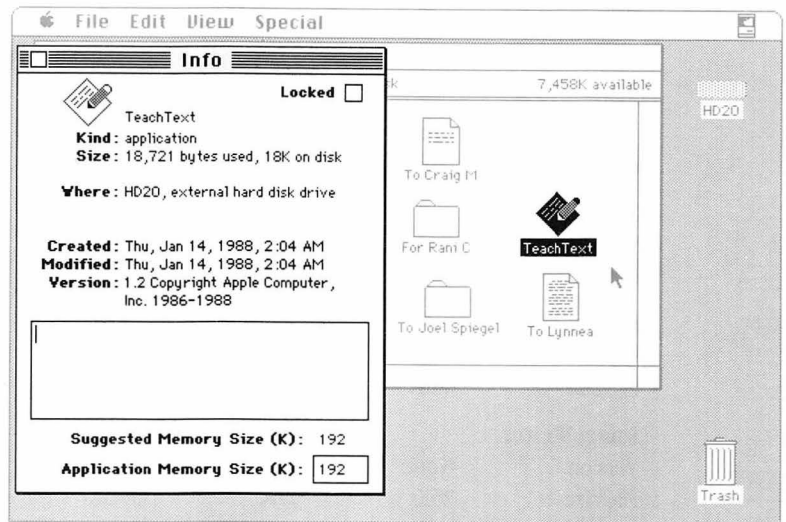 File Edit View Special
Info
Locked
TeachText
Kind: application
Size: 18,721 bytes used, 18K on disk
Where: HD20, external hard disk drive
Created: Thu, Jan 14, 1988, 2:04 AM
Modified: Thu, Jan 14, 1988, 2:04 AM
Version: 1.2 Copyright Apple Computer,
Inc. 1986-1988
Suggested Memory Size (K): 192
Application Memory Size (K): 192
7,458K available
To Craig M
For Rani C
TeachText
To Joel Spiegel
To Lynnea
HD20
Trash